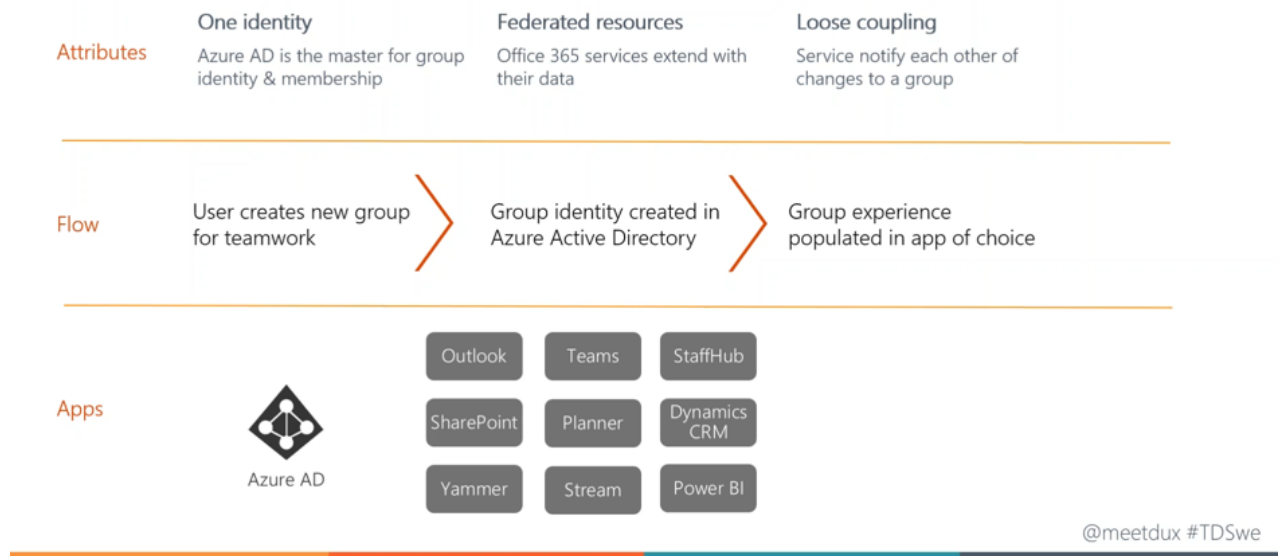 One identity
Federated resources
Loose coupling
Attributes
Azure AD is the master for group
identity & membership
Office 365 services extend with
their data
Service notify each other of
changes to a group
Flow
User creates new group
for teamwork
Group identity created in
Azure Active Directory
Group experience
populated in app of choice
Apps
Azure AD
Outlook
Teams
StaffHub
SharePoint
Planner
Dynamics
CRM
Yammer
Stream
Power BI
@meetdux #TDSwe